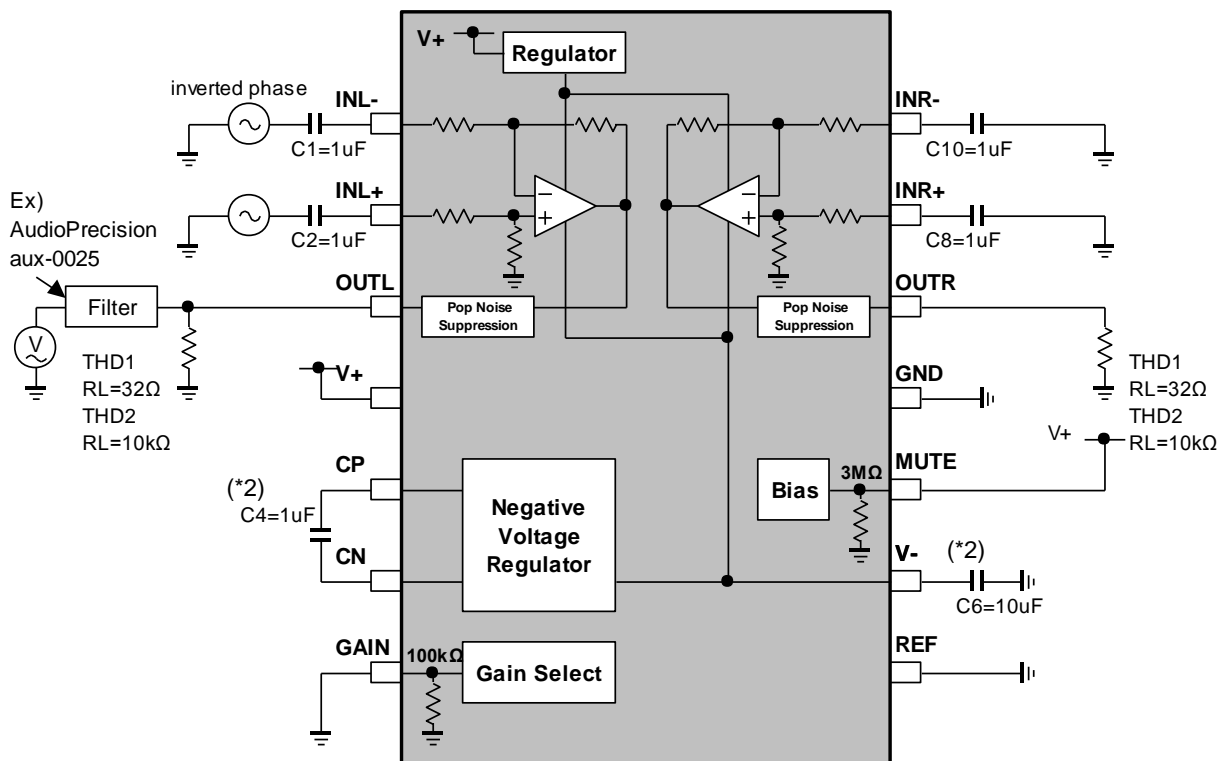 V+
Regulator
inverted phase
INL-
C1=1uF
INR-
C10=1uF
Ex)
AudioPrecision
aux-0025
INL+
C2=1uF
−
+
−
+
INR+
C8=1uF
OUTL
Filter
V
Pop Noise
Suppression
Pop Noise
Suppression
OUTR
THD1
RL=32Ω
THD2
RL=10kΩ
V+
GND
THD1
RL=32Ω
THD2
RL=10kΩ
V+
CP
(*2)
C4=1uF
CN
Negative
Voltage
Regulator
Bias
3MΩ
MUTE
V-
(*2)
C6=10uF
GAIN
100kΩ
Gain Select
REF